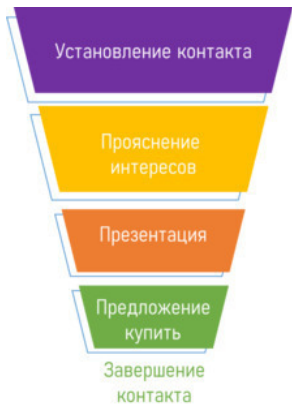 Установление контакта
Прояснение
интересов
Презентация
Предложение
купить
Завершение
контакта